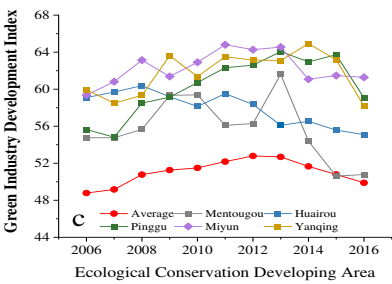 Green Industry Development Index
68
64
60
56
52
48
44
c
Average Mentougou Huairou
Pinggu Miyun Yanqing
2006 2008 2010 2012 2014 2016
Ecological Conservation Developing Area